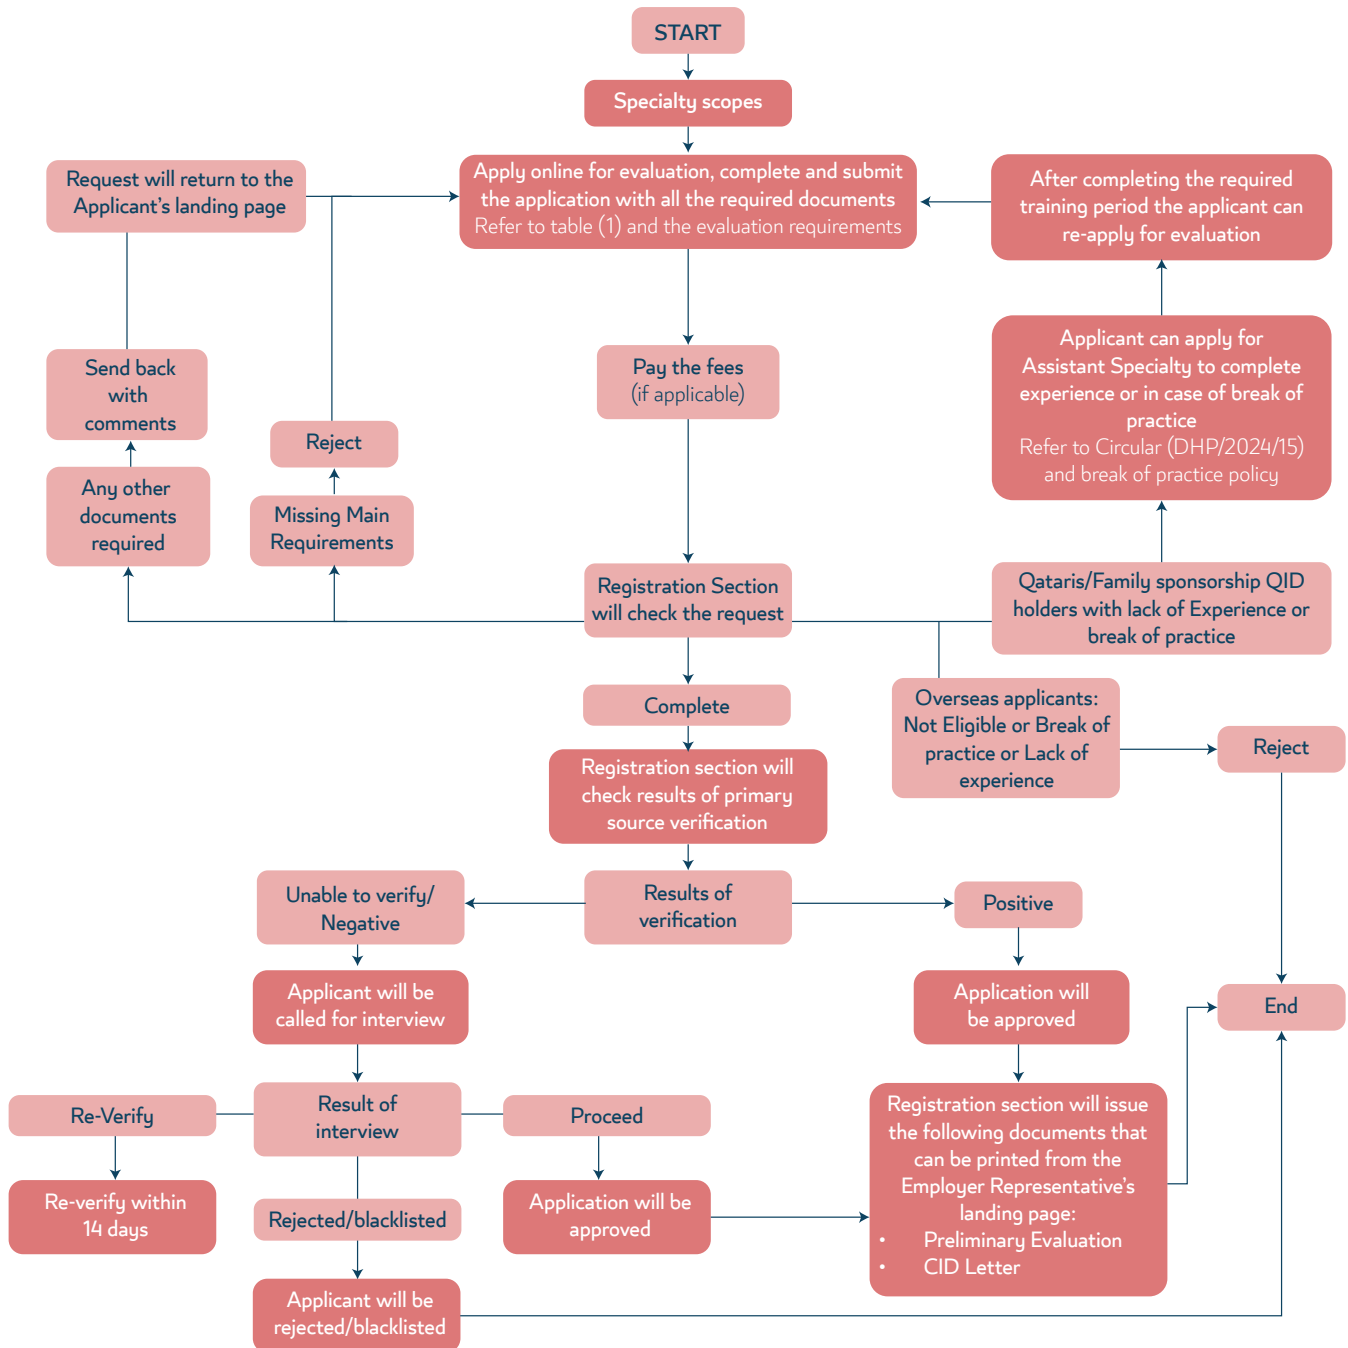 START
Specialty scopes
Apply online for evaluation, complete and submit
the application with all the required documents
Refer to table (1) and the evaluation requirements
Request will return to the
Applicant's landing page
After completing the required
training period the applicant can
re-apply for evaluation
Pay the fees
(if applicable)
Applicant can apply for
Assistant Specialty to complete
experience or in case of break of
practice
Refer to Circular (DHP/2024/15)
and break of practice policy
Send back
with
comments
Reject
Any other
documents
required
Missing Main
Requirements
Registration Section
will check the request
Qataris/Family sponsorship QID
holders with lack of Experience or
break of practice
Complete
Overseas applicants:
Not Eligible or Break of
practice or Lack of
experience
Reject
Registration section will
check results of primary
source verification
Unable to verify/
Negative
Results of
verification
Positive
Applicant will be
called for interview
Application will
be approved
End
Re-Verify
Result of
interview
Proceed
Registration section will issue
the following documents that
can be printed from the
Employer Representative's
landing page:
• Preliminary Evaluation
• CID Letter
Re-verify within
14 days
Rejected/blacklisted
Application will be
approved
Applicant will be
rejected/blacklisted